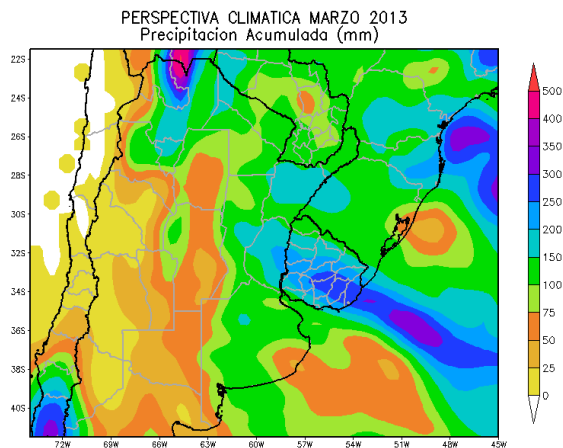 PERSPECTIVA CLIMATICA MARZO 2013
Precipitacion Acumulada (mm)
22S
24S
26S
28S
30S
32S
34S
36S
38S
40S
72W 69W 66W 63W 60W 57W 54W 51W 48W 45W
500
400
350
300
250
200
150
100
75
50
25
0